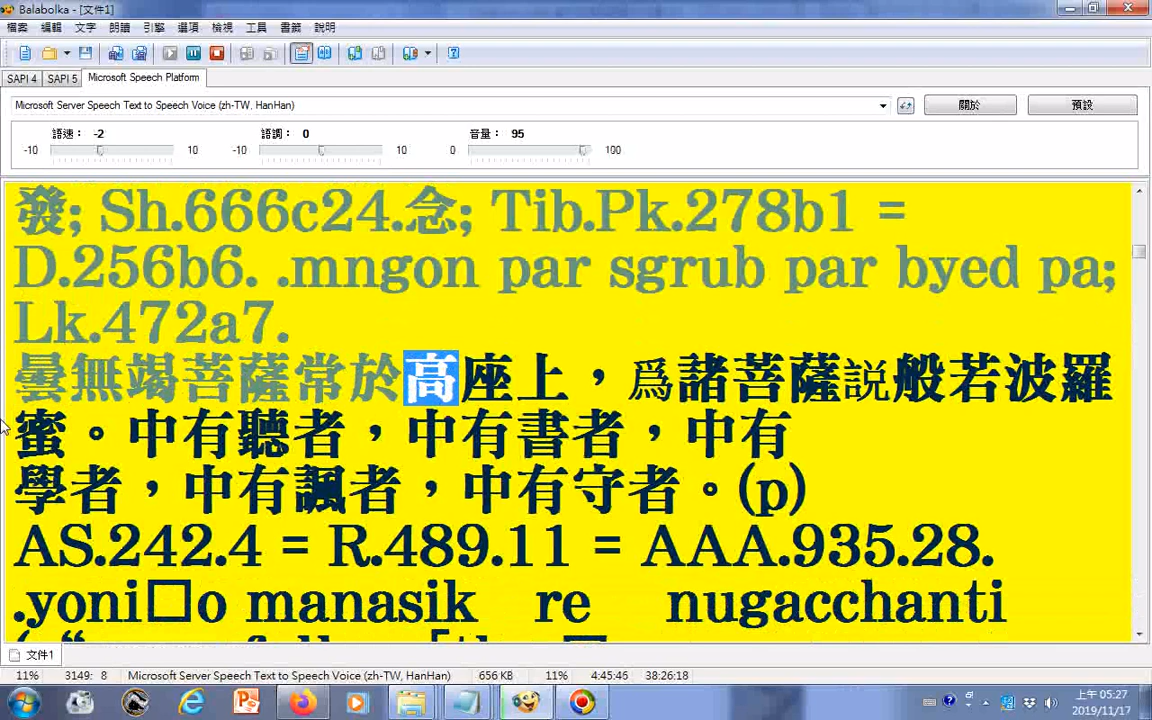 Balabolka - [文件1]
檔案 編輯 文字 朗讀 引擎 選項 檢視 工具 書籤 說明
SAPI 4 SAPI 5 Microsoft Speech Platform
Microsoft Server Speech Text to Speech Voice (zh-TW, HanHan) 關於 預設
語速： -2 語調： 0 音量： 95
-10 10 -10 10 0 100
發; Sh.666c24.念; Tib.Pk.278b1 =
D.256b6. .mngon par sgrub par byed pa;
Lk.472a7.
曇無竭菩薩常於高座上，爲諸菩薩説般若波羅
蜜。中有聽者，中有書者，中有
學者，中有諷者，中有守者。(p)
AS.242.4 = R.489.11 = AAA.935.28.
.yoni□o manasik re nugacchanti
文件1
11% 3149: 8 Microsoft Server Speech Text to Speech Voice (zh-TW, HanHan) 656 KB 11% 4:45:46 38:26:18
上午 05:27
2019/11/17